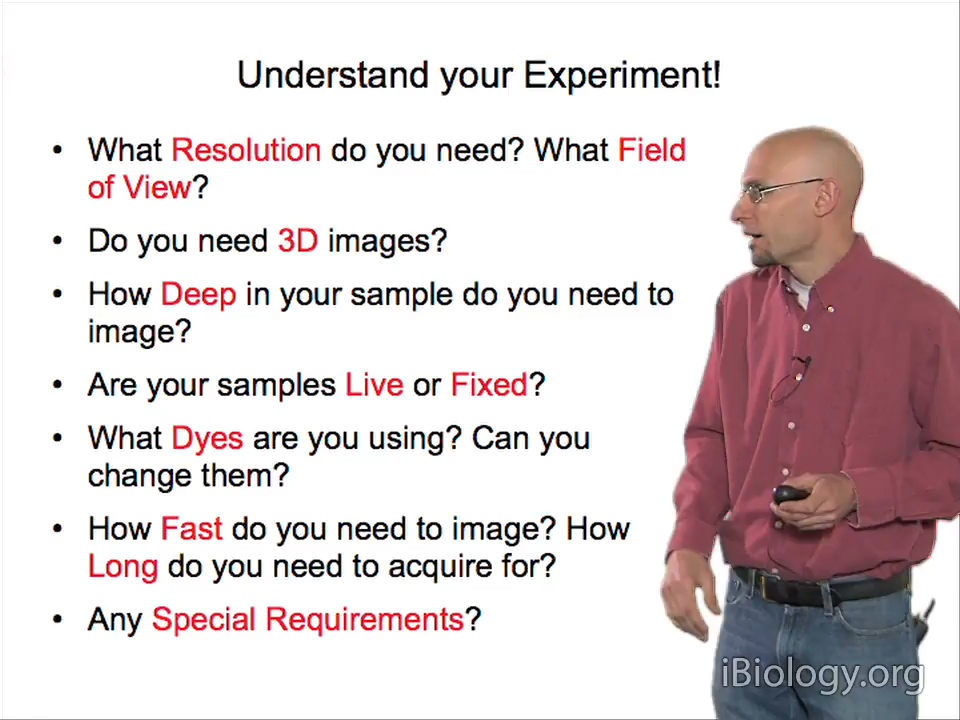 Understand your Experiment!
• What Resolution do you need? What Field
of View?
• Do you need 3D images?
• How Deep in your sample do you need to
image?
• Are your samples Live or Fixed?
• What Dyes are you using? Can you
change them?
• How Fast do you need to image? How
Long do you need to acquire for?
• Any Special Requirements?
iBiology.org